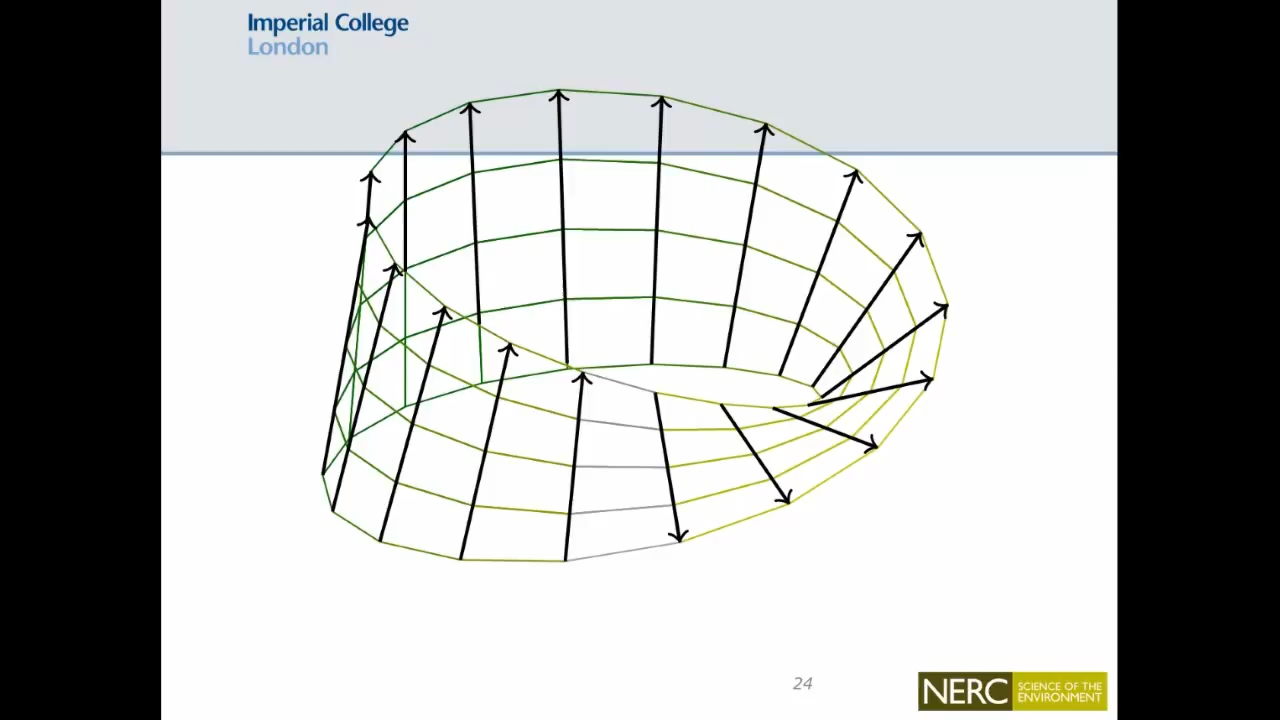 Imperial College
London
24
NERC
SCIENCE OF THE
ENVIRONMENT